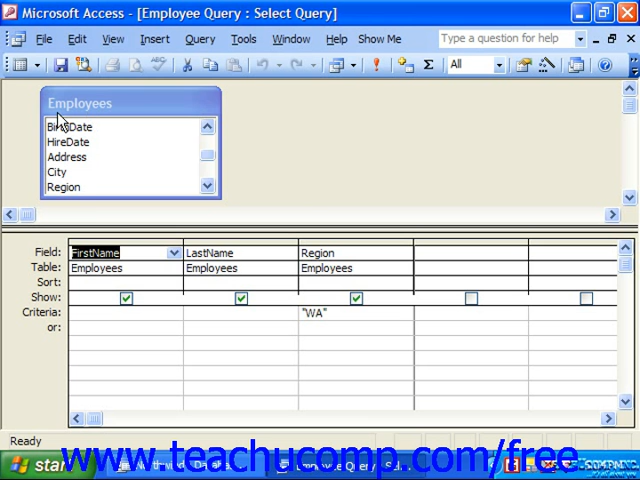 Microsoft Access - [Employee Query : Select Query]
File Edit View Insert Query Tools Window Help Show Me Type a question for help
All
Employees
BirthDate
HireDate
Address
City
Region
Field: FirstName LastName Region
Table: Employees Employees Employees
Sort:
Show:
Criteria: "WA"
or:
Ready
start
www.teachucomp.com/free